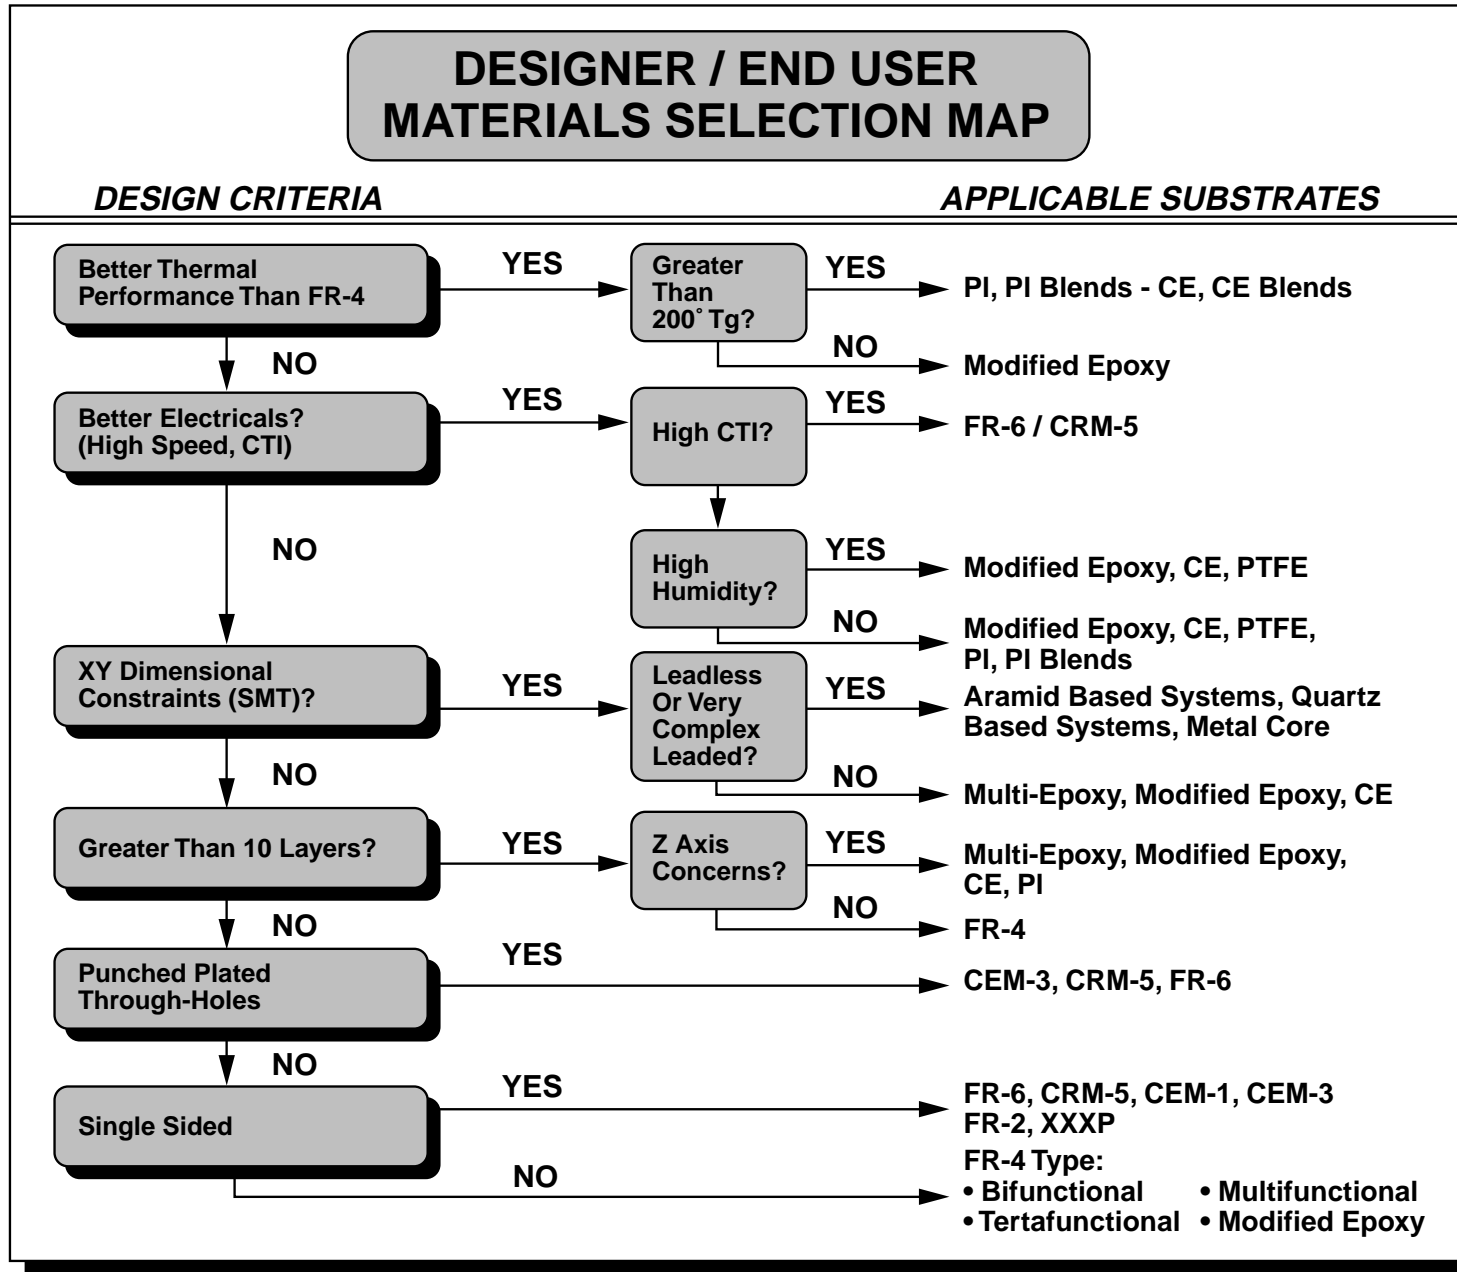 DESIGNER / END USER
MATERIALS SELECTION MAP
DESIGN CRITERIA
APPLICABLE SUBSTRATES
Better Thermal
Performance Than FR-4
YES
Greater
Than
200° Tg?
YES
PI, PI Blends - CE, CE Blends
NO
Modified Epoxy
NO
Better Electricals?
(High Speed, CTI)
YES
High CTI?
YES
FR-6 / CRM-5
High
Humidity?
YES
Modified Epoxy, CE, PTFE
NO
Modified Epoxy, CE, PTFE,
PI, PI Blends
NO
XY Dimensional
Constraints (SMT)?
YES
Leadless
Or Very
Complex
Leaded?
YES
Aramid Based Systems, Quartz
Based Systems, Metal Core
NO
Multi-Epoxy, Modified Epoxy, CE
NO
Greater Than 10 Layers?
YES
Z Axis
Concerns?
YES
Multi-Epoxy, Modified Epoxy,
CE, PI
NO
FR-4
NO
Punched Plated
Through-Holes
YES
CEM-3, CRM-5, FR-6
NO
Single Sided
YES
FR-6, CRM-5, CEM-1, CEM-3
FR-2, XXXP
NO
FR-4 Type:
• Bifunctional • Multifunctional
• Tertafunctional • Modified Epoxy